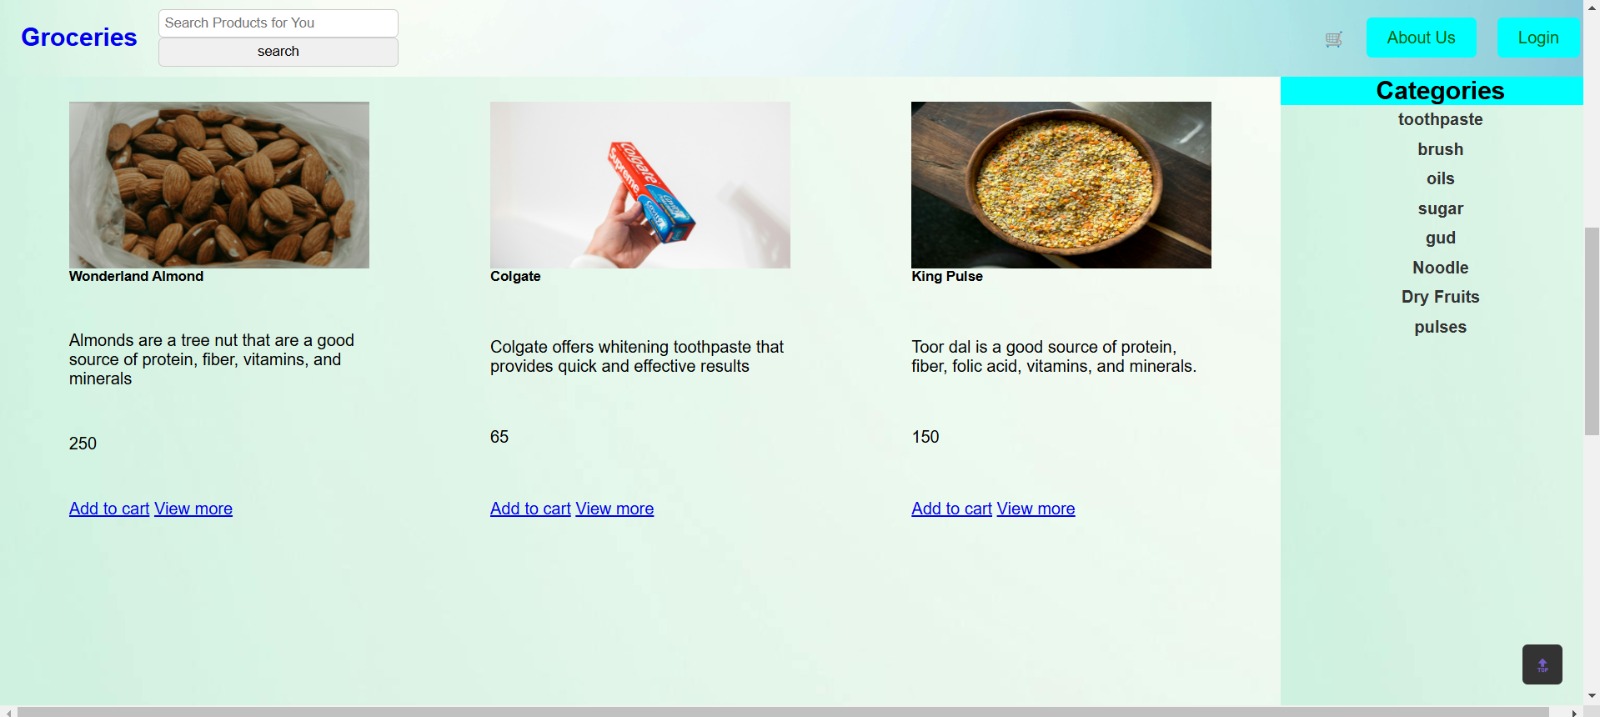 Groceries
Search Products for You
search
About Us
Login
Categories
toothpaste
brush
oils
sugar
gud
Noodle
Dry Fruits
pulses
Colgate
Supreme
Wonderland Almond
Almonds are a tree nut that are a good
source of protein, fiber, vitamins, and
minerals
250
Add to cart View more
Colgate
Colgate offers whitening toothpaste that
provides quick and effective results
65
Add to cart View more
King Pulse
Toor dal is a good source of protein,
fiber, folic acid, vitamins, and minerals.
150
Add to cart View more
TOP